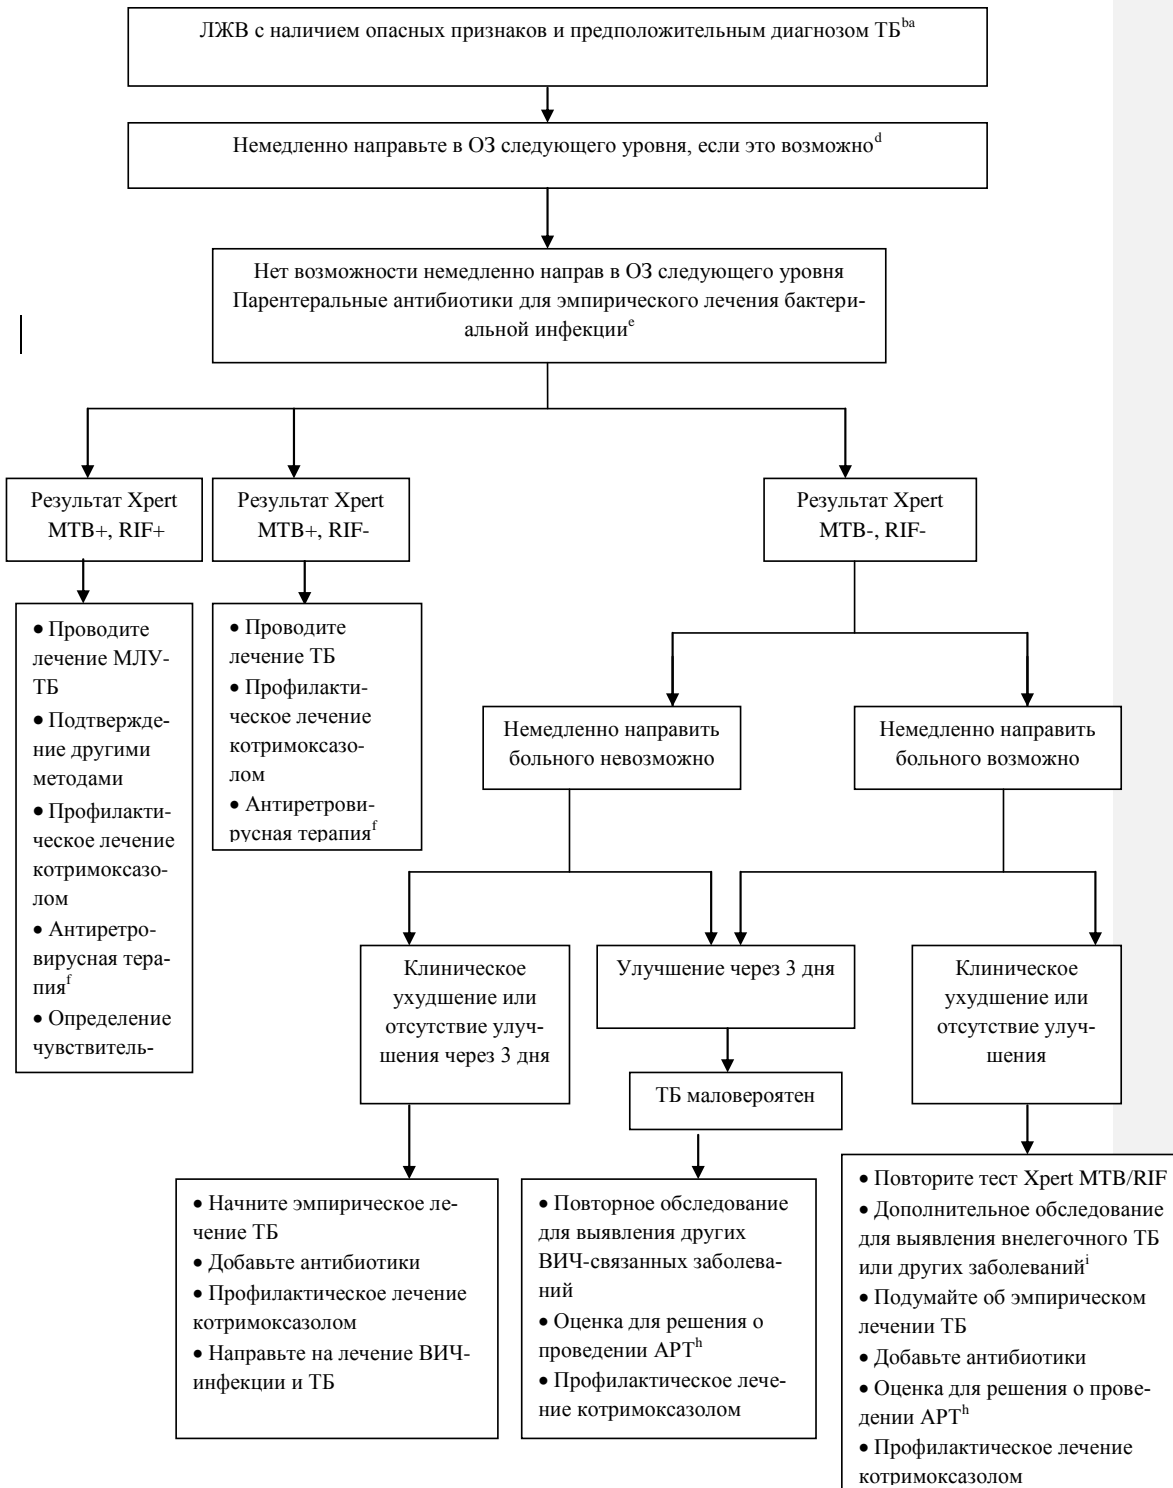 ЛЖВ с наличием опасных признаков и предположительным диагнозом ТБba
Немедленно направьте в ОЗ следующего уровня, если это возможноd
Нет возможности немедленно направ в ОЗ следующего уровня
Парентеральные антибиотики для эмпирического лечения бактери-
альной инфекцииe
Результат Xpert
MTB+, RIF+
Результат Xpert
MTB+, RIF-
Результат Xpert
MTB-, RIF-
• Проводите
лечение МЛУ-
ТБ
• Подтвержде-
ние другими
методами
• Профилакти-
ческое лечение
котримоксазо-
лом
• Антиретро-
вирусная тера-
пияf
• Определение
чувствитель-
• Проводите
лечение ТБ
• Профилакти-
ческое лечение
котримоксазо-
лом
• Антиретрови-
русная терапияf
Немедленно направить
больного невозможно
Немедленно направить
больного возможно
Клиническое
ухудшение или
отсутствие улуч-
шения через 3 дня
Улучшение через 3 дня
Клиническое
ухудшение или
отсутствие улуч-
шения
ТБ маловероятен
• Начните эмпирическое ле-
чение ТБ
• Добавьте антибиотики
• Профилактическое лечение
котримоксазолом
• Направьте на лечение ВИЧ-
инфекции и ТБ
• Повторное обследование
для выявления других
ВИЧ-связанных заболева-
ний
• Оценка для решения о
проведении АРТh
• Профилактическое лече-
ние котримоксазолом
• Повторите тест Xpert MTB/RIF
• Дополнительное обследование
для выявления внелегочного ТБ
или других заболеванийi
• Подумайте об эмпирическом
лечении ТБ
• Добавьте антибиотики
• Оценка для решения о прове-
дении АРТh
• Профилактическое лечение
котримоксазолом